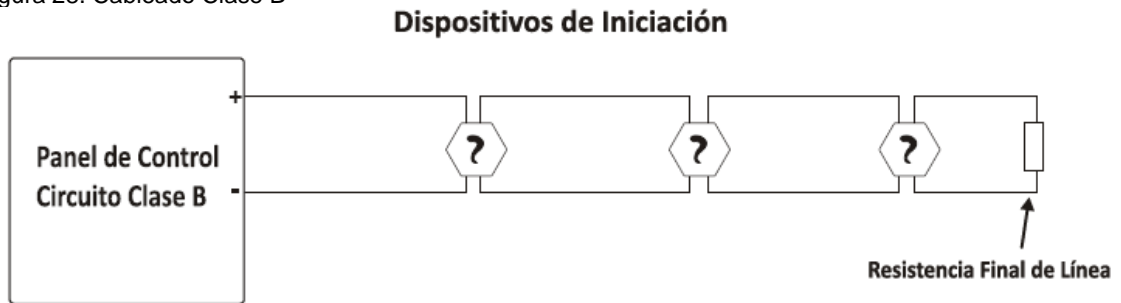 Dispositivos de Iniciación
+
Panel de Control
Circuito Clase B
-
?
?
?
Resistencia Final de Línea